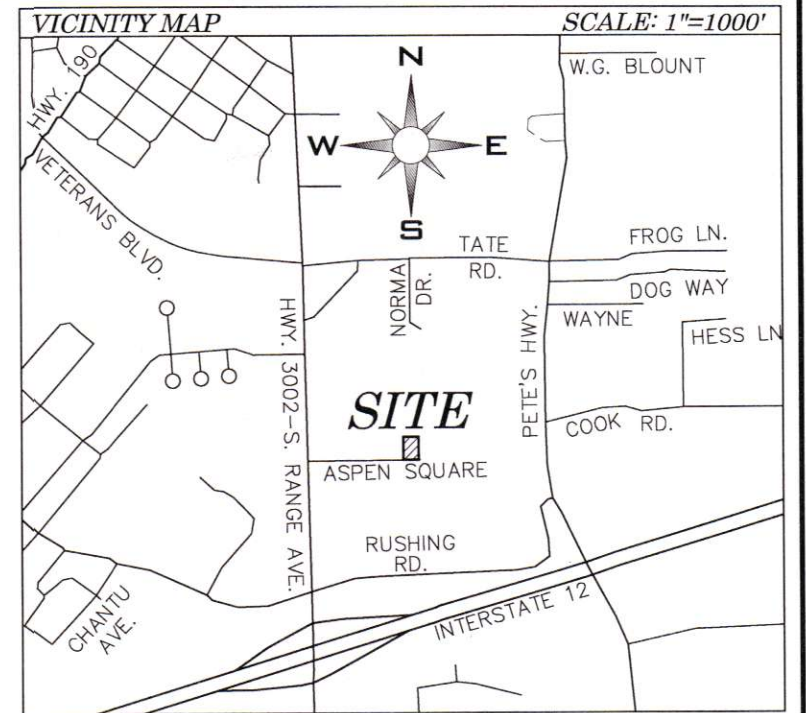 VICINITY MAP
SCALE: 1"=1000'
HWY. 190
N
W.G. BLOUNT
W
E
VETERANS BLVD.
S
TATE
RD.
FROG LN.
NORMA
DR.
DOG WAY
WAYNE
HESS LN
HWY. 3002-S. RANGE AVE.
PETE'S HWY.
SITE
COOK RD.
ASPEN SQUARE
RUSHING
RD.
INTERSTATE 12
CHANTU
AVE.